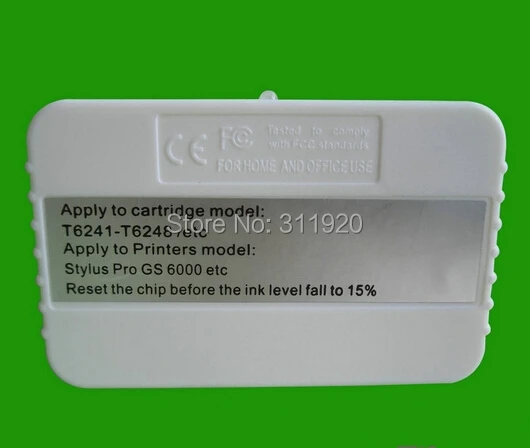 CE FC Tested to comply
with FCC standards
FOR HOME AND OFFICE USE
Apply to cartridge model:
Store No: 311920
T6241-T6248 /etc
Apply to Printers model:
Stylus Pro GS 6000 etc
Reset the chip before the ink level fall to 15%